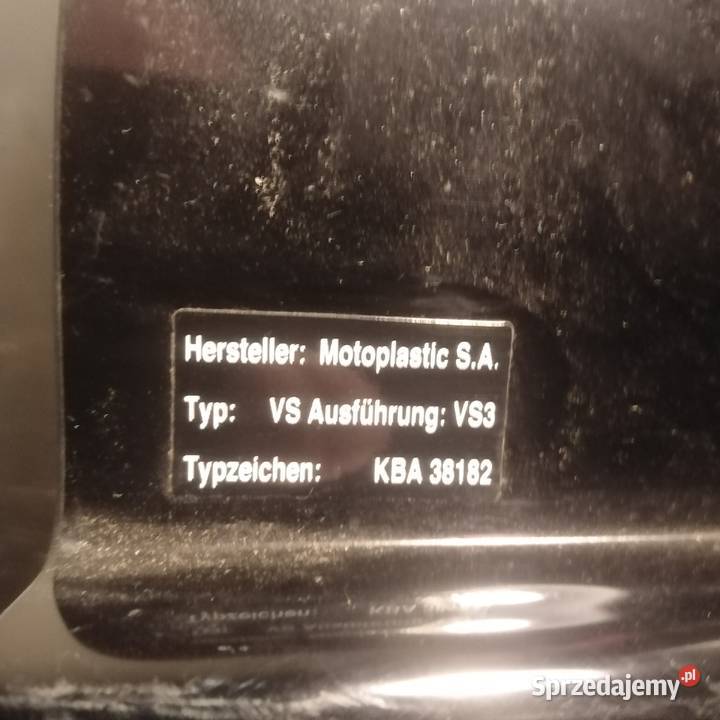 Hersteller: Motoplastic S.A.
Typ: VS Ausführung: VS3
Typzeichen: KBA 38182
Sprzedajemy.pl